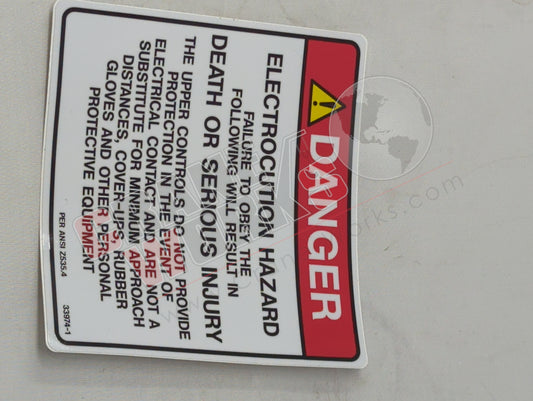 DANGER
ELECTROCUTION HAZARD
FAILURE TO OBEY THE
FOLLOWING WILL RESULT IN
DEATH OR SERIOUS INJURY
THE UPPER CONTROLS DO NOT PROVIDE
PROTECTION IN THE EVENT OF
ELECTRICAL CONTACT AND ARE NOT A
SUBSTITUTE FOR MINIMUM APPROACH
DISTANCES, COVER-UPS, RUBBER
GLOVES AND OTHER PERSONAL
PROTECTIVE EQUIPMENT
PER ANSI Z535.4 33974-1